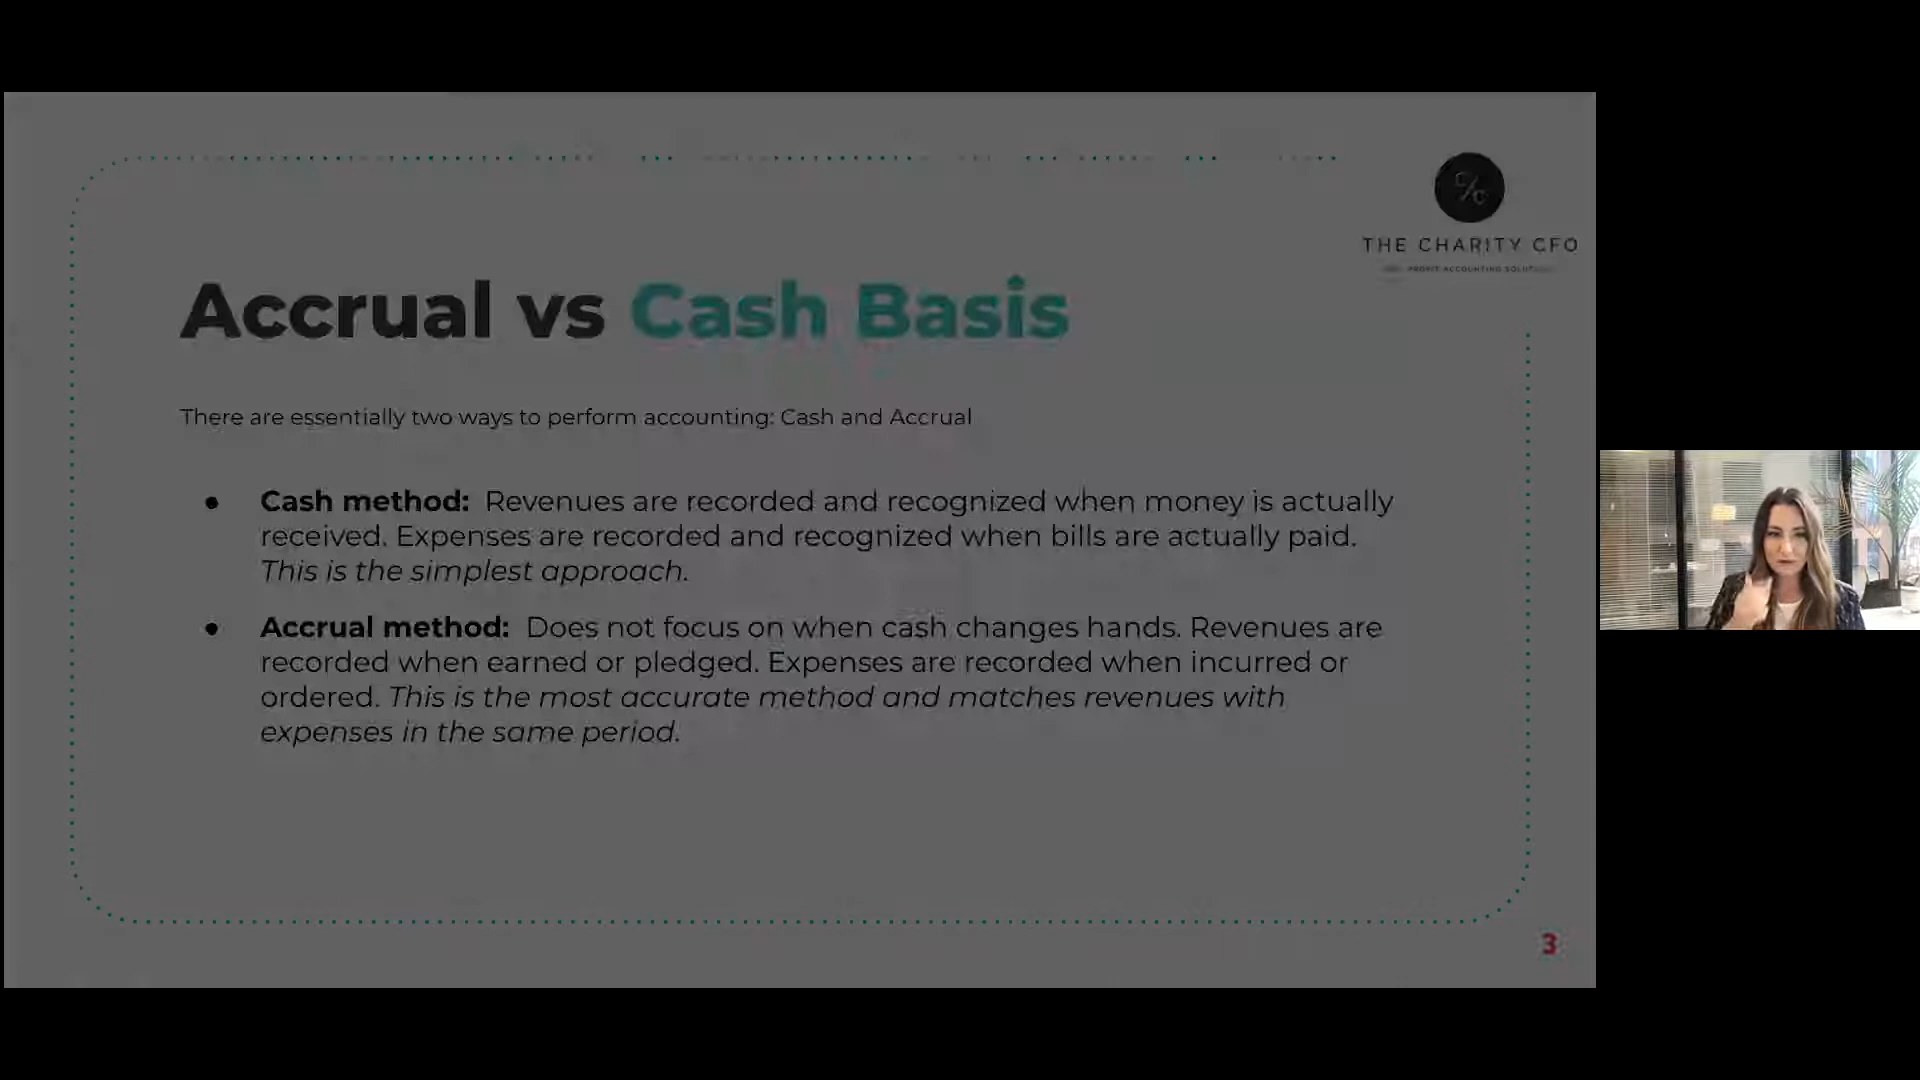 THE CHARITY CFO
PROFIT ACCOUNTING
Accrual vs Cash Basis
There are essentially two ways to perform accounting: Cash and Accrual
● Cash method: Revenues are recorded and recognized when money is actually
received. Expenses are recorded and recognized when bills are actually paid.
This is the simplest approach.
● Accrual method: Does not focus on when cash changes hands. Revenues are
recorded when earned or pledged. Expenses are recorded when incurred or
ordered. This is the most accurate method and matches revenues with
expenses in the same period.
3